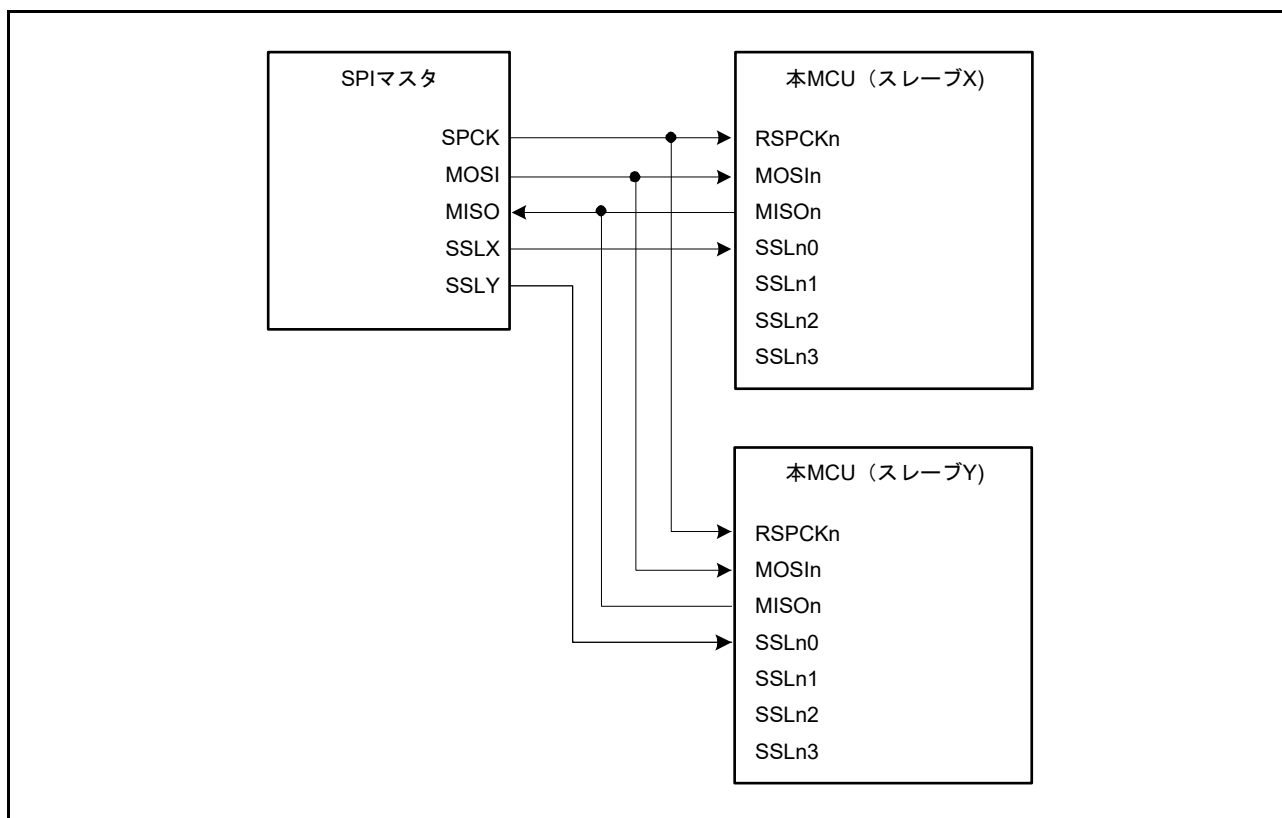 SPIマスタ
SPCK
MOSI
MISO
SSLX
SSLY
本MCU（スレーブX)
RSPCKn
MOSIn
MISOn
SSLn0
SSLn1
SSLn2
SSLn3
本MCU（スレーブY)
RSPCKn
MOSIn
MISOn
SSLn0
SSLn1
SSLn2
SSLn3